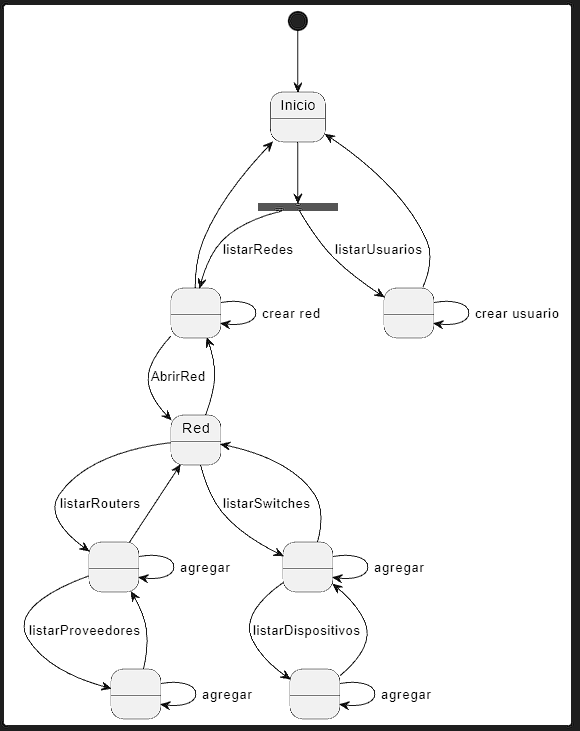 Inicio
listarRedes
listarUsuarios
crear red
crear usuario
AbrirRed
Red
listarRouters
listarSwitches
agregar
agregar
listarProveedores
listarDispositivos
agregar
agregar